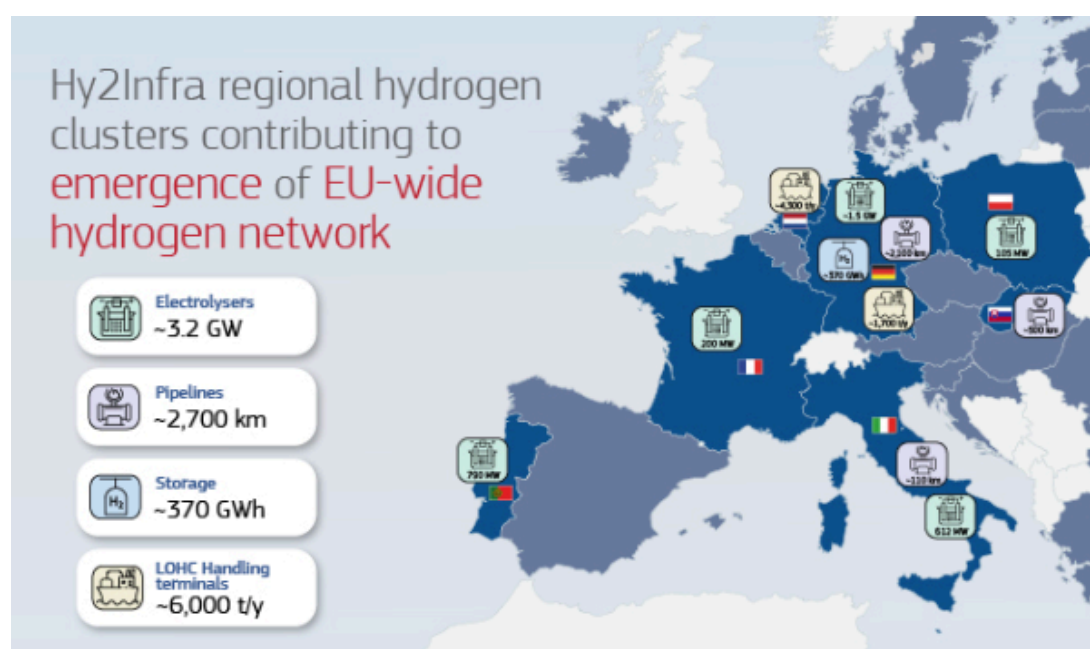 Hy2Infra regional hydrogen
clusters contributing to
emergence of EU-wide
hydrogen network
Electrolysers
~3.2 GW
Pipelines
~2,700 km
Storage
H₂
~370 GWh
LOHC Handling
terminals
~6,000 t/y
~4,300 t/y
~1.5 GW
~2,100 km
H₂
~370 GWh
~1,700 t/y
105 MW
~500 km
200 MW
~110 km
612 MW